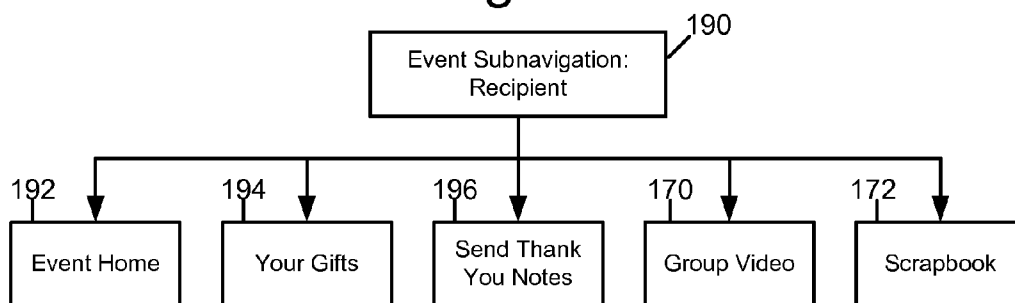 190
Event Subnavigation:
Recipient
192
194
196
170
172
Event Home
Your Gifts
Send Thank
You Notes
Group Video
Scrapbook